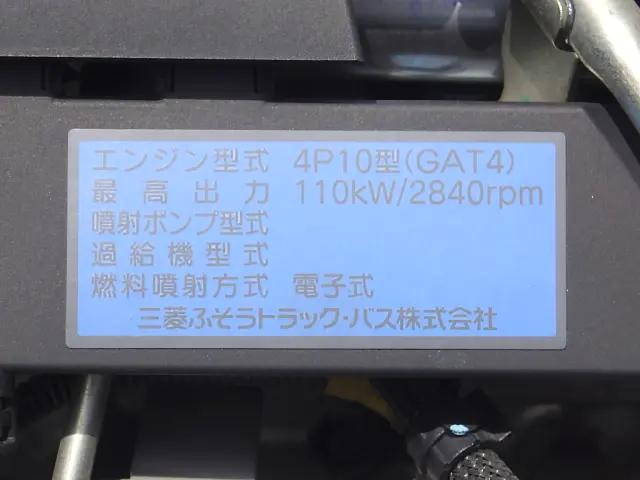 エンジン型式 4P10型(GAT4)
最高出力 110kW/2840rpm
噴射ポンプ型式
過給機型式
燃料噴射方式 電子式
三菱ふそうトラック・バス株式会社